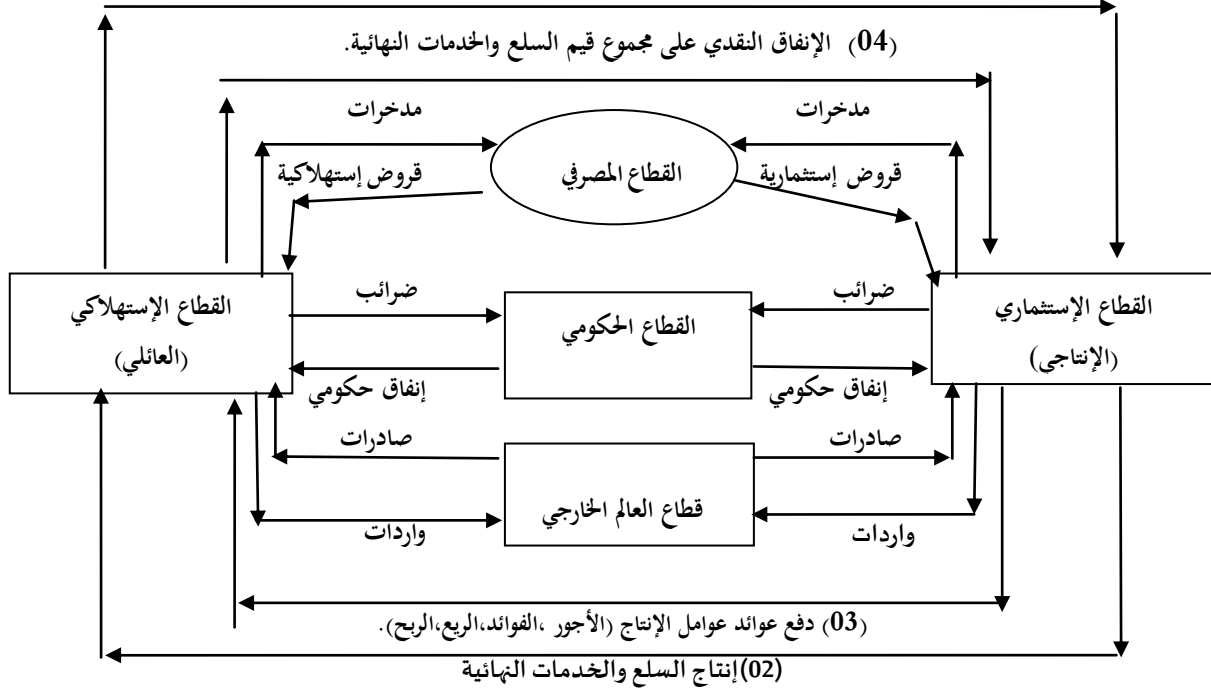 (04) الإنفاق النقدي على مجموع قيم السلع والخدمات النهائية.
مدخرات
مدخرات
القطاع المصرفي
قروض إستثمارية
قروض إستهلاكية
القطاع الإستثماري
(الإنتاجي)
ضرائب
القطاع الحكومي
ضرائب
القطاع الإستهلاكي
(العائلي)
إنفاق حكومي
إنفاق حكومي
صادرات
صادرات
قطاع العالم الخارجي
واردات
واردات
(03) دفع عوائد عوامل الإنتاج (الأجور ،الفوائد،الريع،الربح).
(02)إنتاج السلع والخدمات النهائية